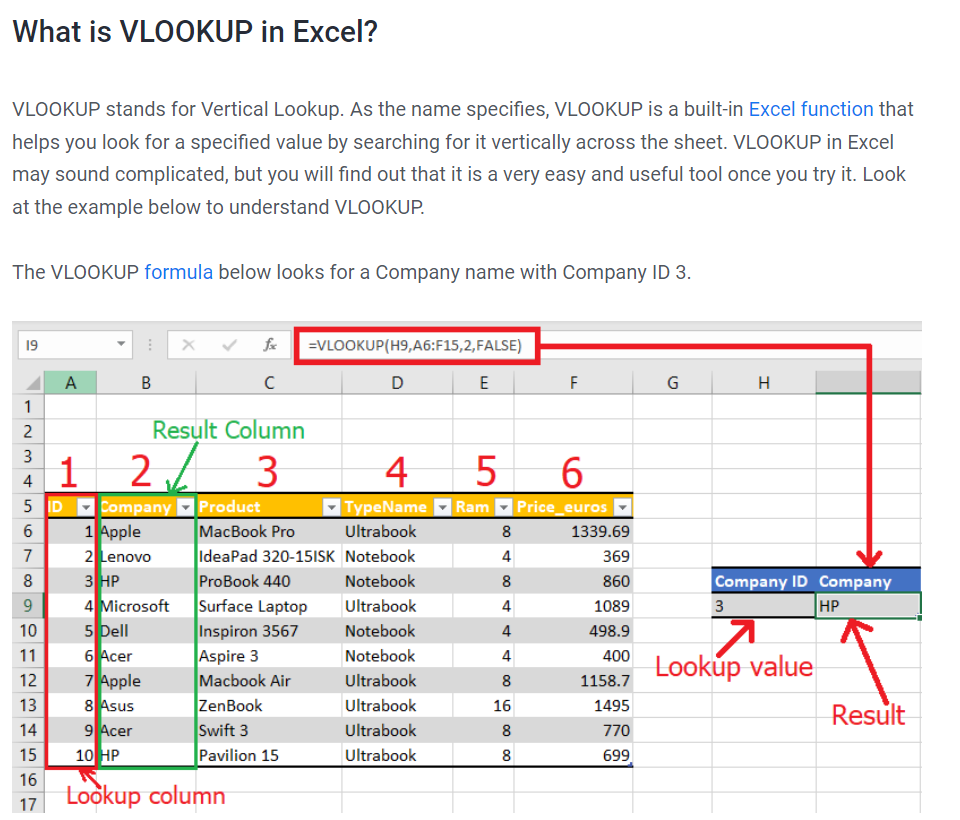 What is VLOOKUP in Excel?
VLOOKUP stands for Vertical Lookup. As the name specifies, VLOOKUP is a built-in Excel function that
helps you look for a specified value by searching for it vertically across the sheet. VLOOKUP in Excel
may sound complicated, but you will find out that it is a very easy and useful tool once you try it. Look
at the example below to understand VLOOKUP.
The VLOOKUP formula below looks for a Company name with Company ID 3.
I9 fx =VLOOKUP(H9,A6:F15,2,FALSE)
A B C D E F G H
1
2 Result Column
3
4
1 2 3 4 5 6
5 ID Company Product TypeName Ram Price_euros
6 1 Apple MacBook Pro Ultrabook 8 1339.69
7 2 Lenovo IdeaPad 320-15ISK Notebook 4 369
8 3 HP ProBook 440 Notebook 8 860 Company ID Company
9 4 Microsoft Surface Laptop Ultrabook 4 1089 3 HP
10 5 Dell Inspiron 3567 Notebook 4 498.9
11 6 Acer Aspire 3 Notebook 4 400
Lookup value
12 7 Apple Macbook Air Ultrabook 8 1158.7
13 8 Asus ZenBook Ultrabook 16 1495
Result
14 9 Acer Swift 3 Ultrabook 8 770
15 10 HP Pavilion 15 Ultrabook 8 699
16
Lookup column
17